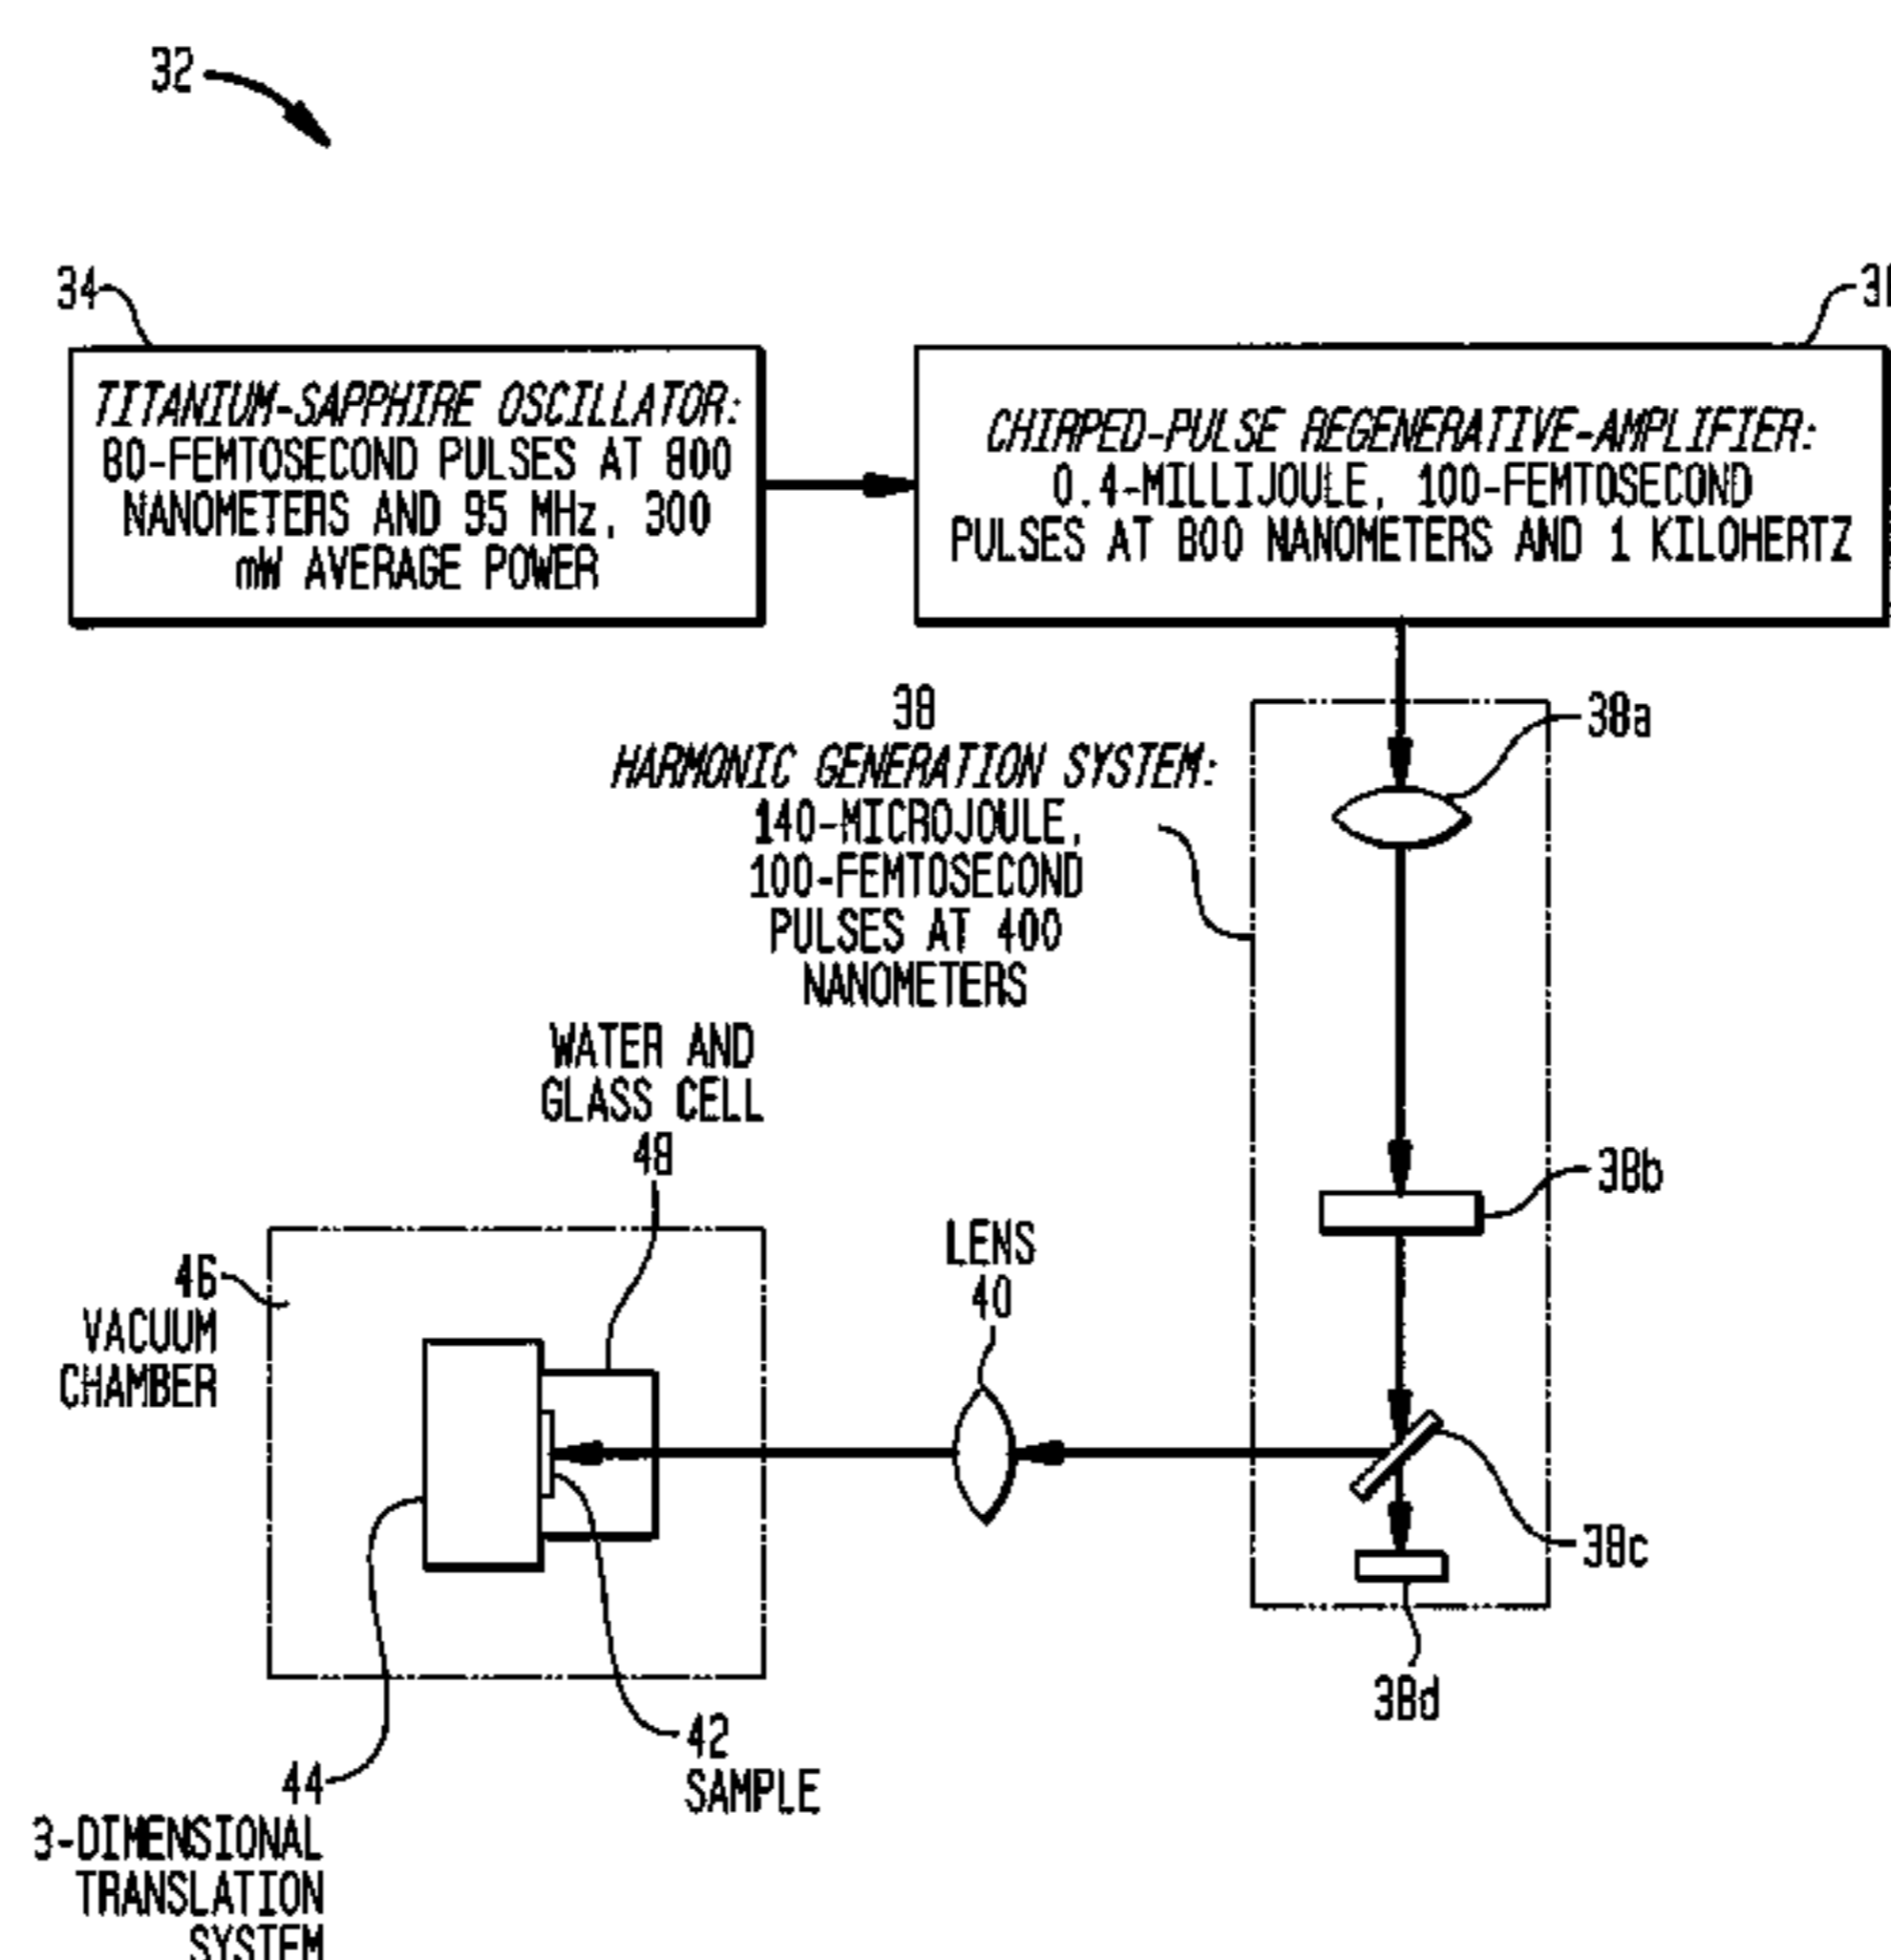 32
34
TITANIUM-SAPPHIRE OSCILLATOR:
80-FEMTOSECOND PULSES AT 800
NANOMETERS AND 95 MHz, 300
mW AVERAGE POWER
CHIRPED-PULSE REGENERATIVE-AMPLIFIER:
0.4-MILLIJOULE, 100-FEMTOSECOND
PULSES AT 800 NANOMETERS AND 1 KILOHERTZ
38
HARMONIC GENERATION SYSTEM:
140-MICROJOULE,
100-FEMTOSECOND
PULSES AT 400
NANOMETERS
38a
WATER AND
GLASS CELL
48
38b
LENS
40
46
VACUUM
CHAMBER
38c
38d
42
SAMPLE
44
3-DIMENSIONAL
TRANSLATION
SYSTEM